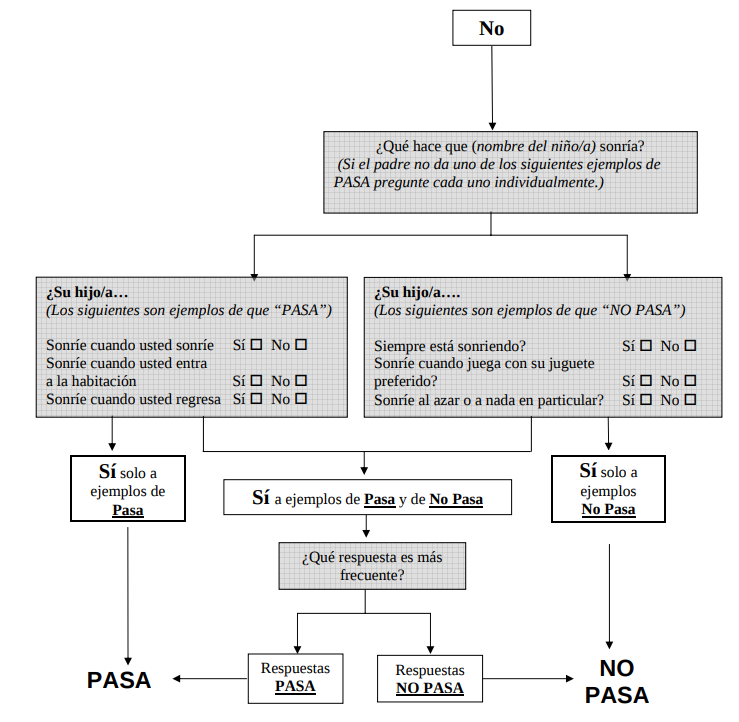 No
¿Qué hace que (nombre del niño/a) sonría?
(Si el padre no da uno de los siguientes ejemplos de
PASA pregunte cada uno individualmente.)
¿Su hijo/a…
(Los siguientes son ejemplos de que “PASA”)
Sonríe cuando usted sonríe Sí ☐ No ☐
Sonríe cuando usted entra
a la habitación Sí ☐ No ☐
Sonríe cuando usted regresa Sí ☐ No ☐
¿Su hijo/a….
(Los siguientes son ejemplos de que “NO PASA”)
Siempre está sonriendo? Sí ☐ No ☐
Sonríe cuando juega con su juguete
preferido? Sí ☐ No ☐
Sonríe al azar o a nada en particular? Sí ☐ No ☐
Sí solo a
ejemplos de
Pasa
Sí a ejemplos de Pasa y de No Pasa
Sí solo a
ejemplos
No Pasa
¿Qué respuesta es más
frecuente?
PASA
Respuestas
PASA
Respuestas
NO PASA
NO
PASA